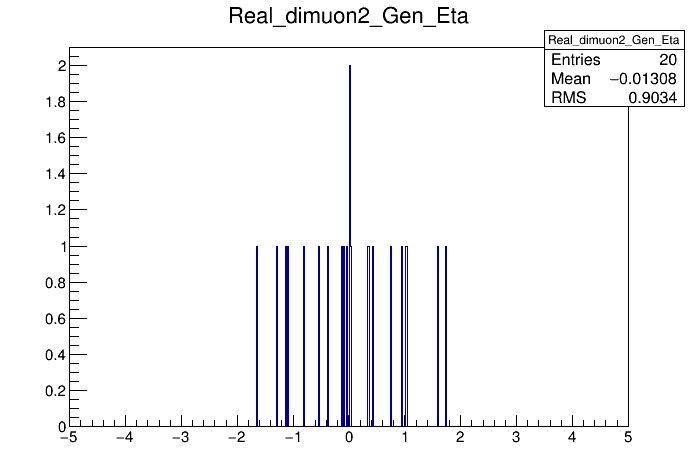 Real_dimuon2_Gen_Eta
Real_dimuon2_Gen_Eta
Entries 20
Mean −0.01308
RMS 0.9034
2
1.8
1.6
1.4
1.2
1
0.8
0.6
0.4
0.2
0
−5 −4 −3 −2 −1 0 1 2 3 4 5